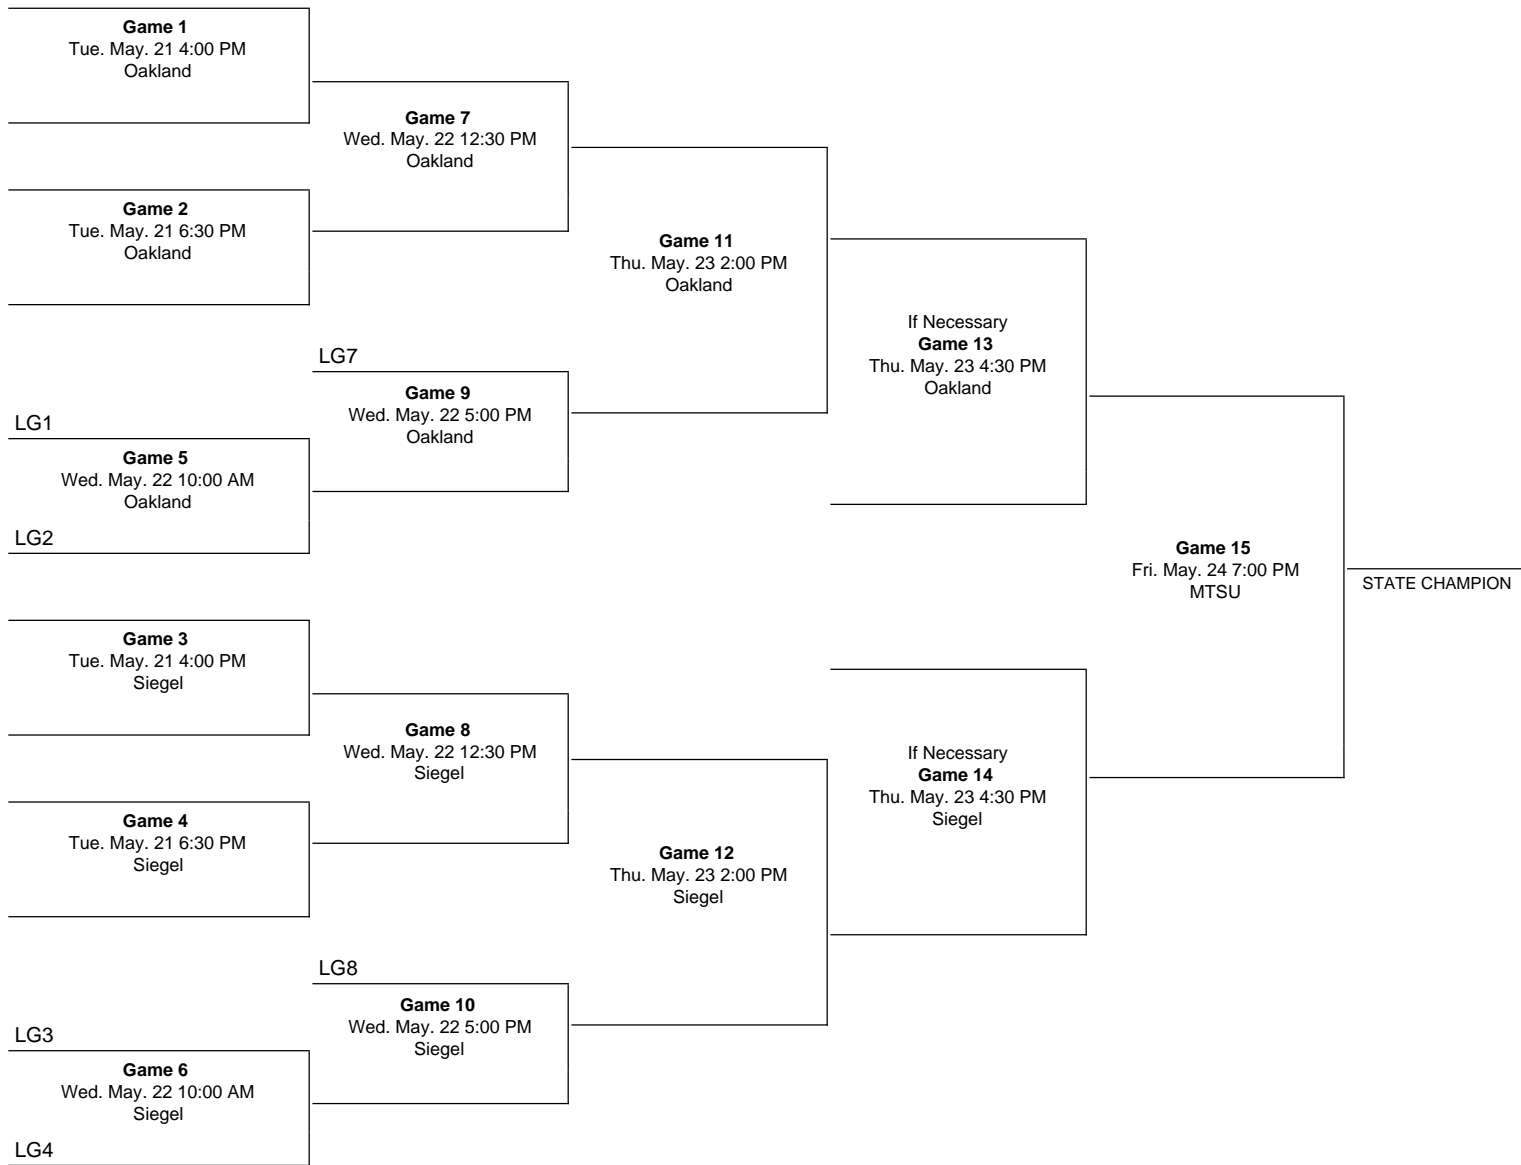 Game 1
Tue. May. 21 4:00 PM
Oakland
Game 7
Wed. May. 22 12:30 PM
Oakland
Game 2
Tue. May. 21 6:30 PM
Oakland
Game 11
Thu. May. 23 2:00 PM
Oakland
If Necessary
Game 13
Thu. May. 23 4:30 PM
Oakland
LG7
Game 9
Wed. May. 22 5:00 PM
Oakland
LG1
Game 5
Wed. May. 22 10:00 AM
Oakland
LG2
Game 15
Fri. May. 24 7:00 PM
MTSU
STATE CHAMPION
Game 3
Tue. May. 21 4:00 PM
Siegel
Game 8
Wed. May. 22 12:30 PM
Siegel
If Necessary
Game 14
Thu. May. 23 4:30 PM
Siegel
Game 4
Tue. May. 21 6:30 PM
Siegel
Game 12
Thu. May. 23 2:00 PM
Siegel
LG8
Game 10
Wed. May. 22 5:00 PM
Siegel
LG3
Game 6
Wed. May. 22 10:00 AM
Siegel
LG4